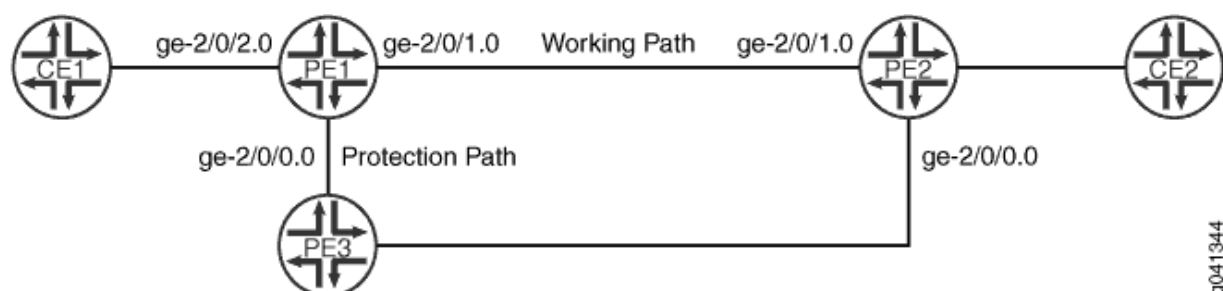 ge-2/0/2.0 ge-2/0/1.0 Working Path ge-2/0/1.0
CE1 PE1 PE2 CE2
ge-2/0/0.0 Protection Path ge-2/0/0.0
PE3
g041344